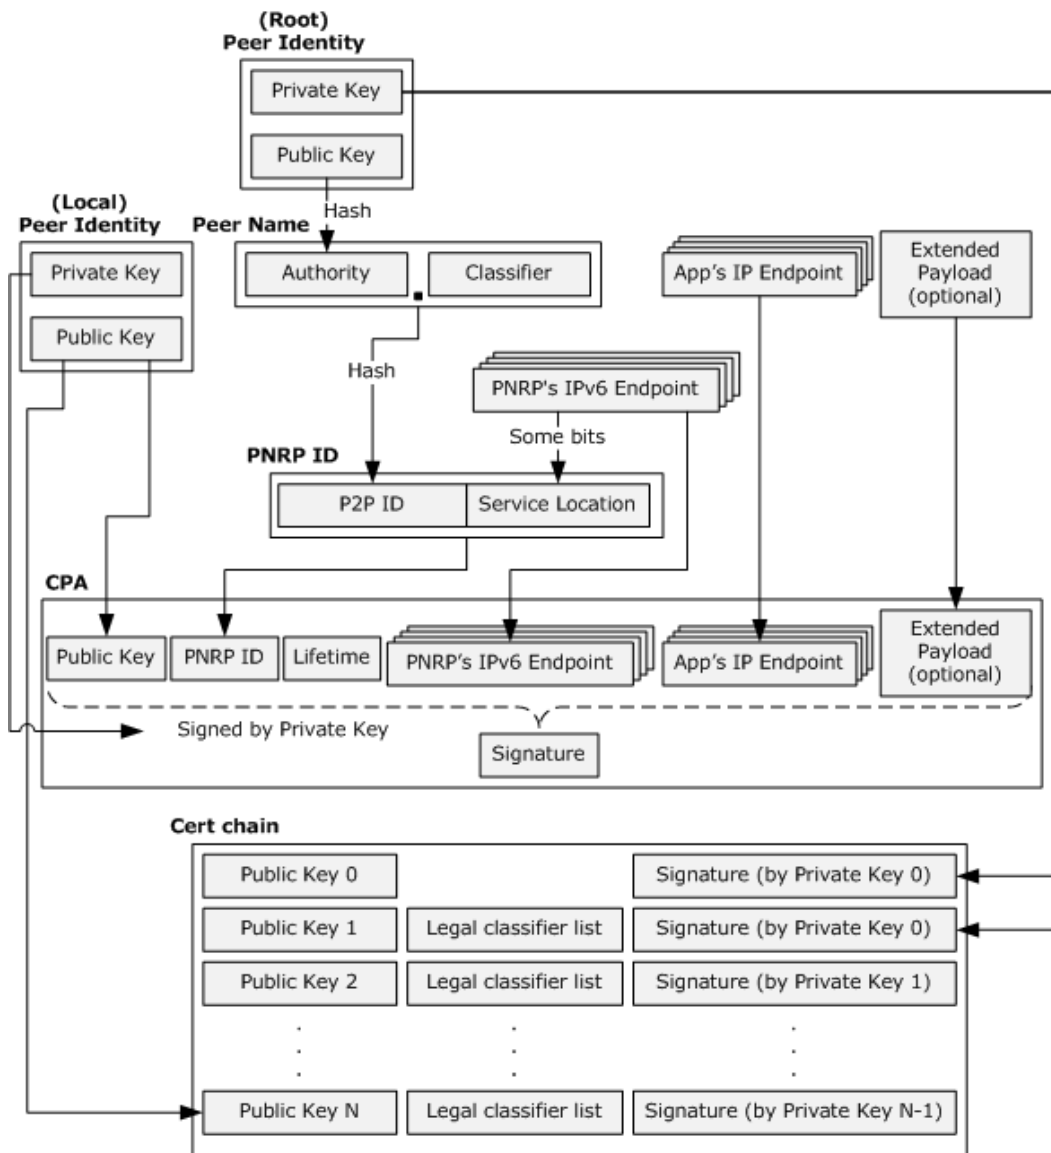 (Root)
Peer Identity
Private Key
Public Key
Hash
(Local)
Peer Identity
Private Key
Public Key
Peer Name
Authority
.
Classifier
App's IP Endpoint
Extended
Payload
(optional)
Hash
PNRP's IPv6 Endpoint
Some bits
PNRP ID
P2P ID
Service Location
CPA
Public Key
PNRP ID
Lifetime
PNRP's IPv6 Endpoint
App's IP Endpoint
Extended
Payload
(optional)
Signed by Private Key
Signature
Cert chain
Public Key 0
Signature (by Private Key 0)
Public Key 1
Legal classifier list
Signature (by Private Key 0)
Public Key 2
Legal classifier list
Signature (by Private Key 1)
. . .
. . .
. . .
Public Key N
Legal classifier list
Signature (by Private Key N-1)